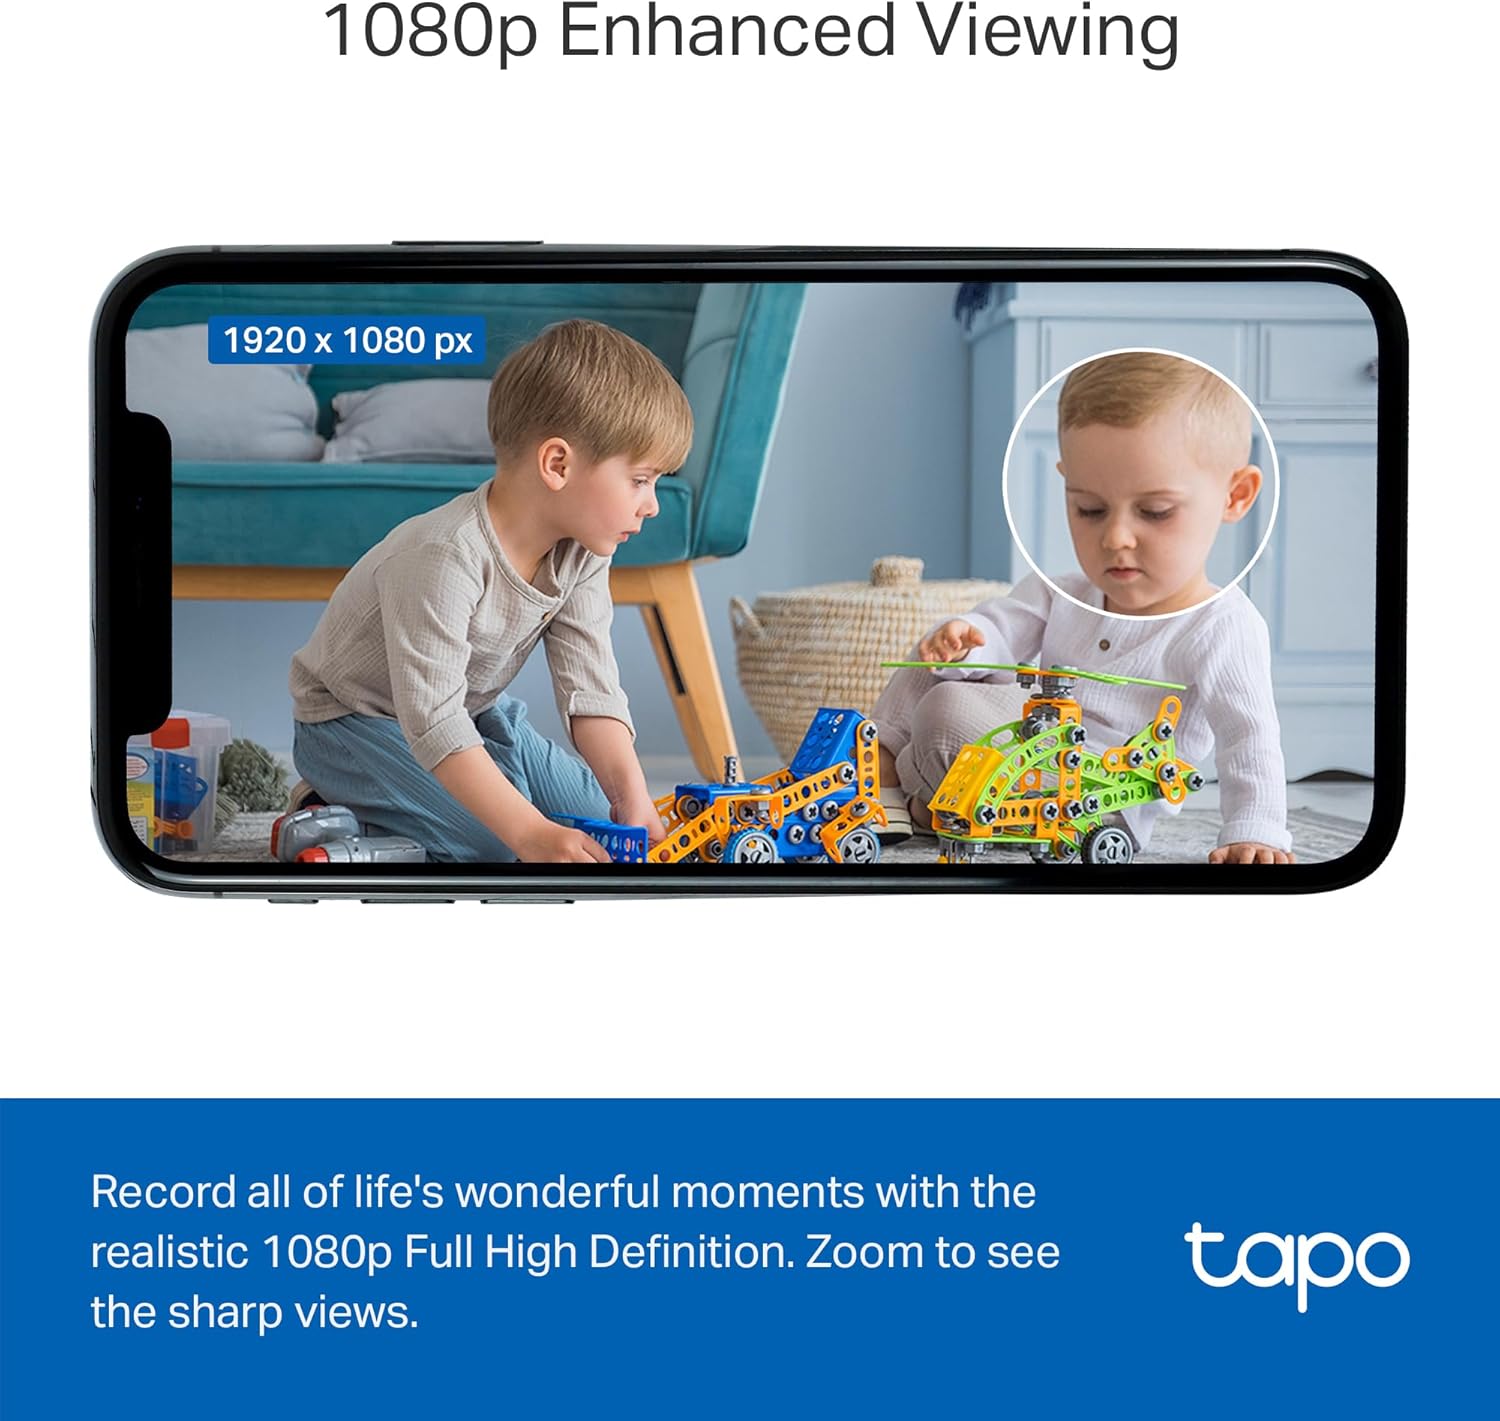 1080p Enhanced Viewing
1920 x 1080 px
Record all of life's wonderful moments with the
realistic 1080p Full High Definition. Zoom to see
the sharp views.
tapo